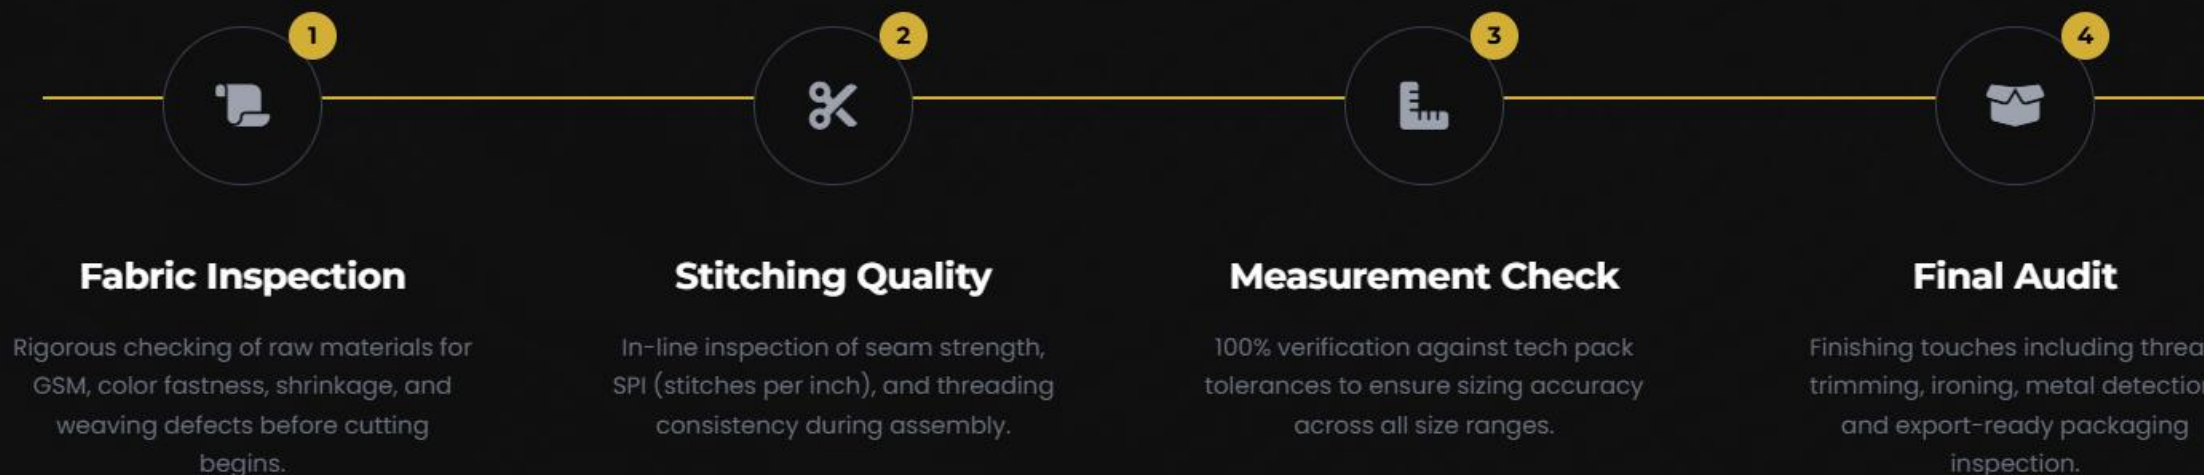 1
2
3
4
Fabric Inspection
Rigorous checking of raw materials for
GSM, color fastness, shrinkage, and
weaving defects before cutting
begins.
Stitching Quality
In-line inspection of seam strength,
SPI (stitches per inch), and threading
consistency during assembly.
Measurement Check
100% verification against tech pack
tolerances to ensure sizing accuracy
across all size ranges.
Final Audit
Finishing touches including
trimming, ironing, metal
and export-ready packaging
inspection.